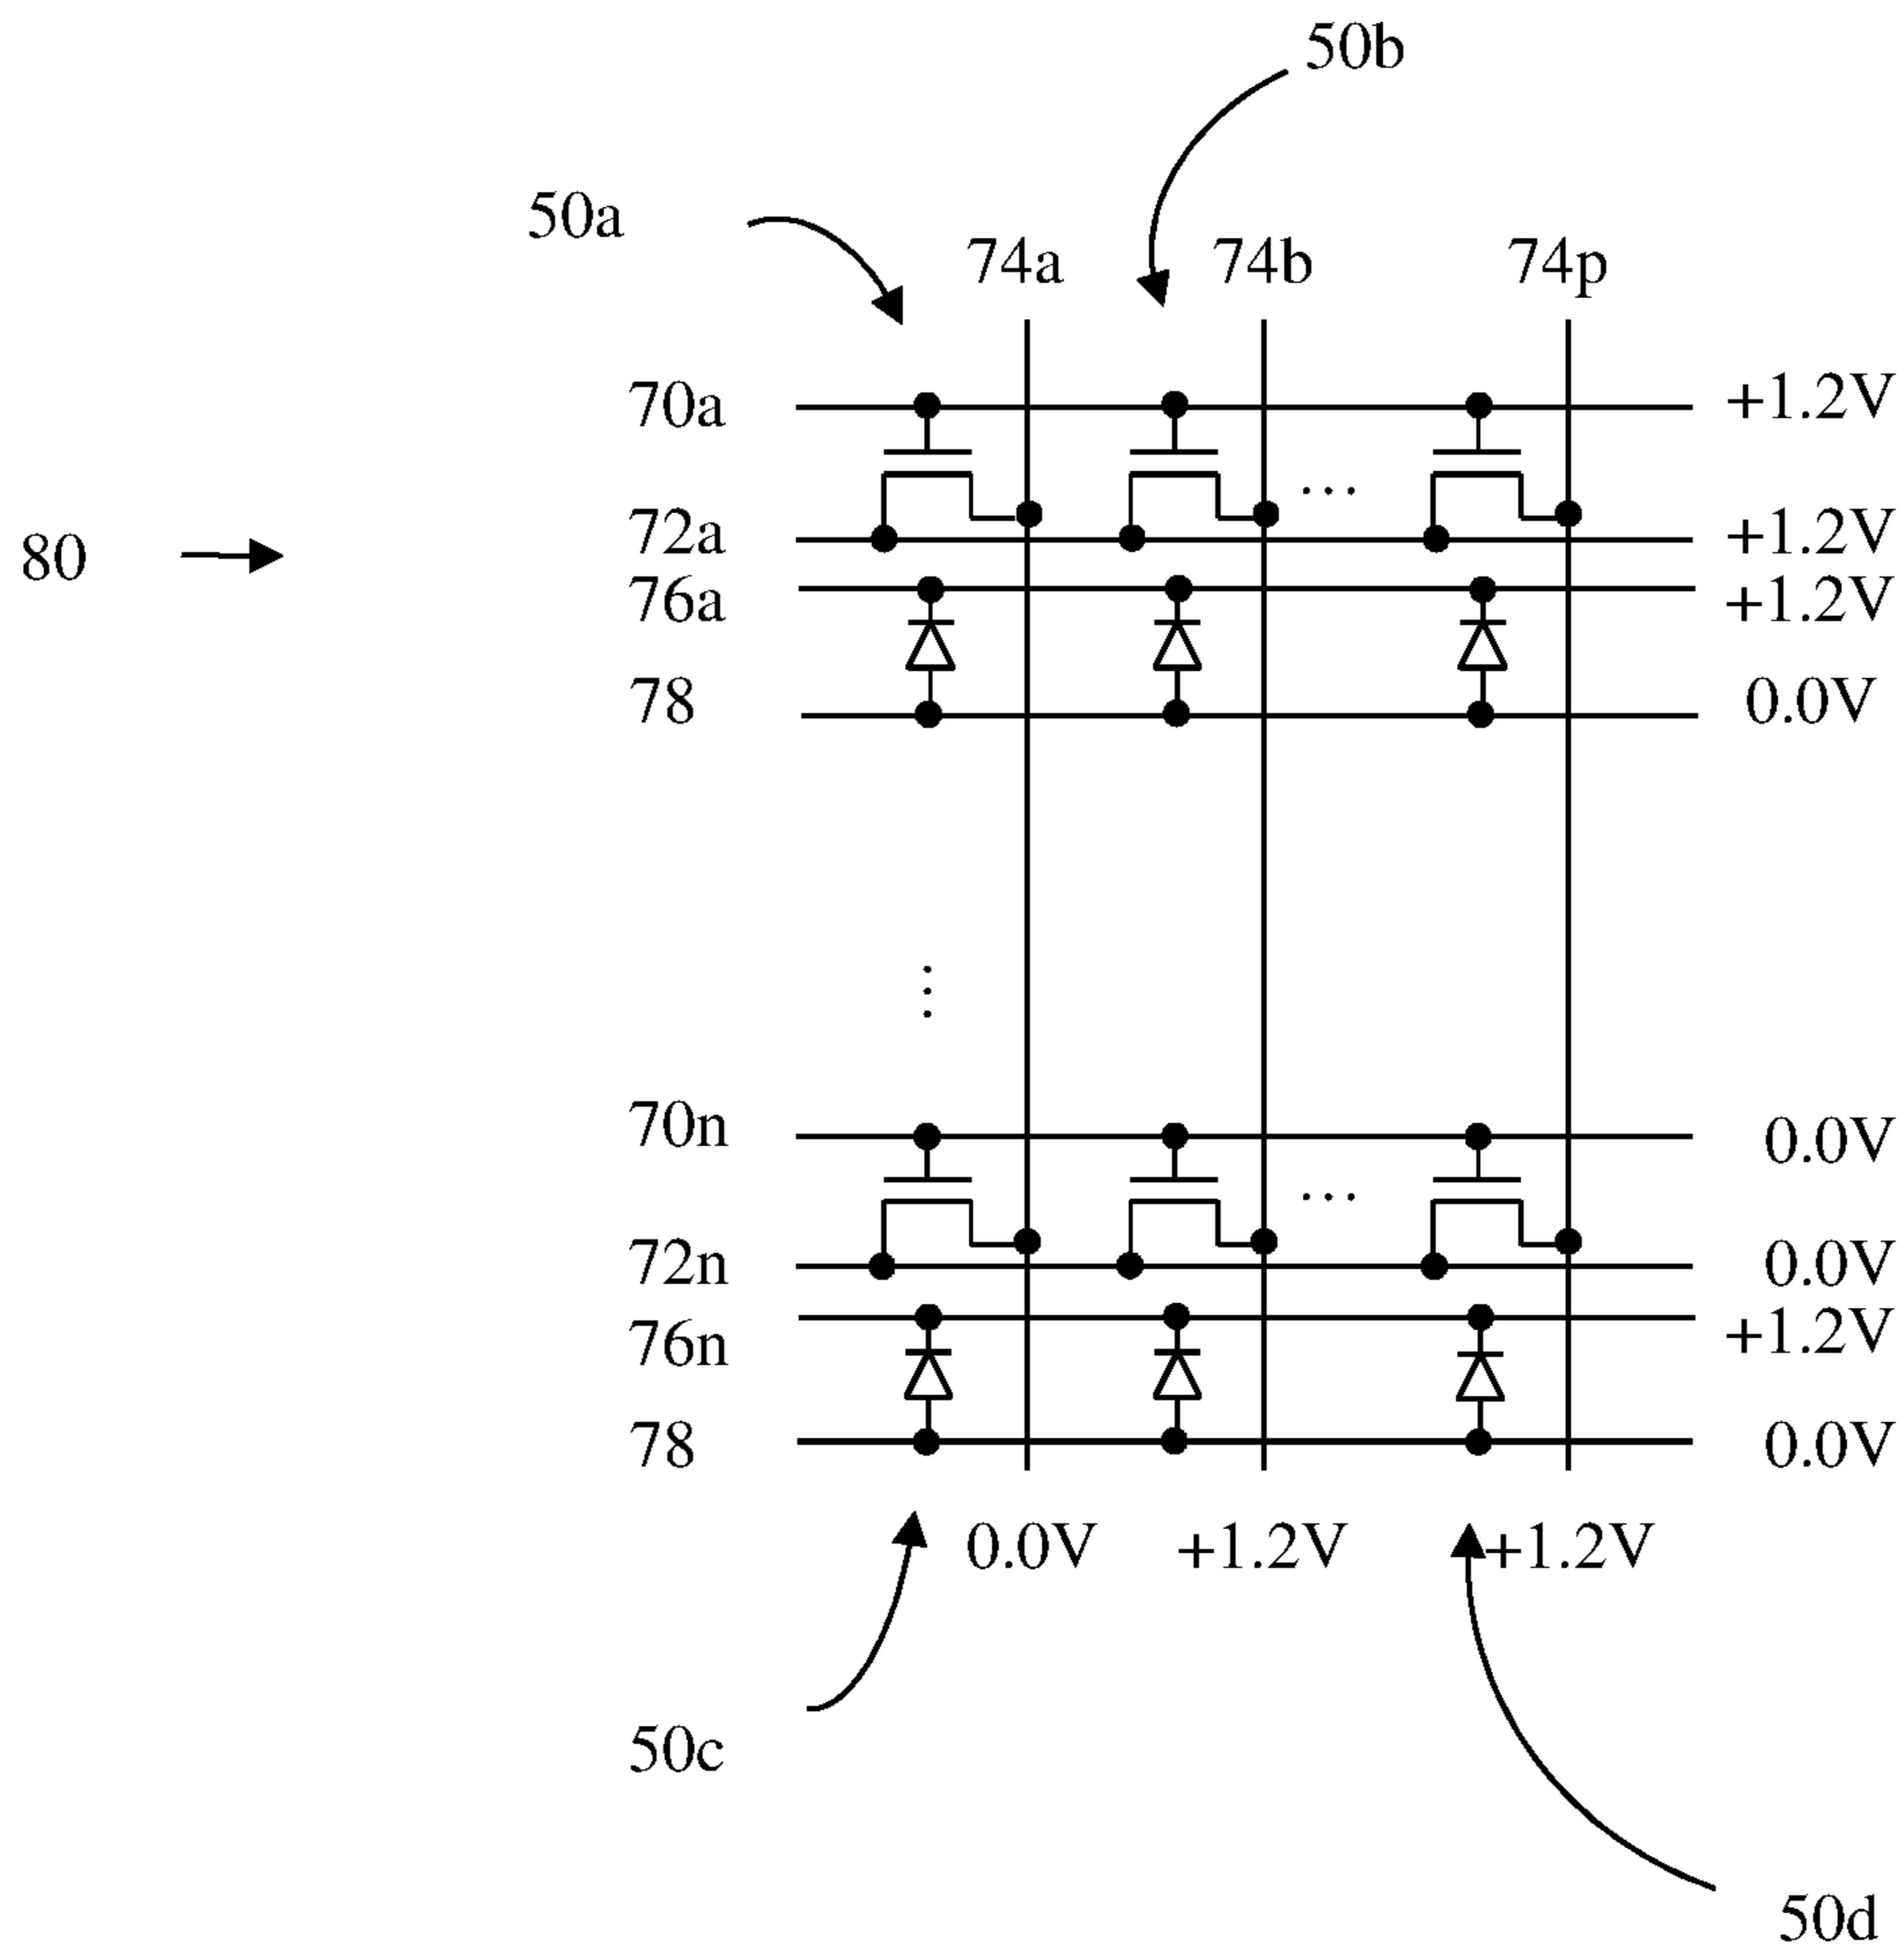 50b
50a
74a 74b 74p
70a +1.2V
...
72a +1.2V
80
76a +1.2V
78 0.0V
70n 0.0V
...
72n 0.0V
76n +1.2V
78 0.0V
0.0V +1.2V +1.2V
50c
50d